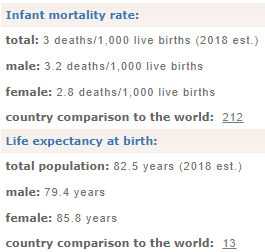 Infant mortality rate:
total: 3 deaths/1,000 live births (2018 est.)
male: 3.2 deaths/1,000 live births
female: 2.8 deaths/1,000 live births
country comparison to the world: 212
Life expectancy at birth:
total population: 82.5 years (2018 est.)
male: 79.4 years
female: 85.8 years
country comparison to the world: 13